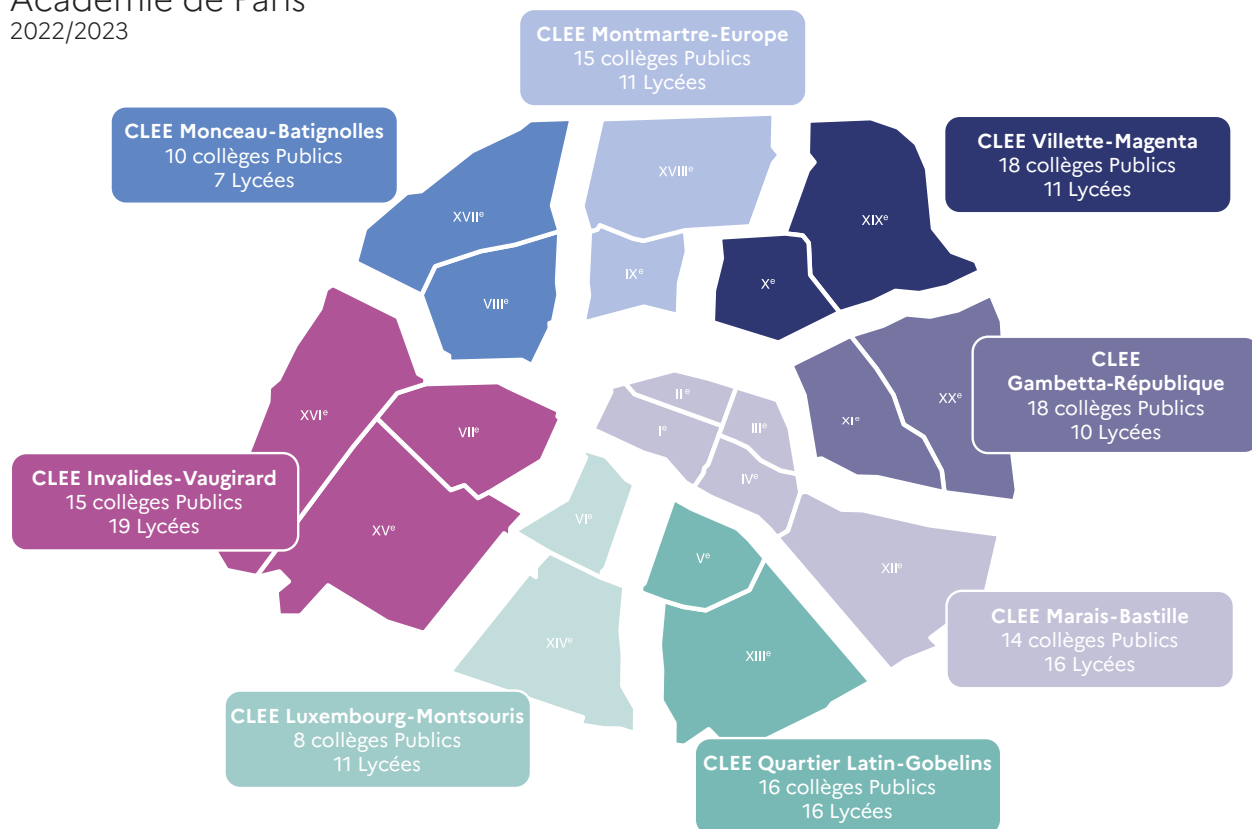 Académie de Paris
2022/2023
CLEE Montmartre-Europe
15 collèges Publics
11 Lycées
CLEE Monceau-Batignolles
10 collèges Publics
7 Lycées
CLEE Villette-Magenta
18 collèges Publics
11 Lycées
XVIIIᵉ
XVIIᵉ
XIXᵉ
IXᵉ
Xᵉ
VIIIᵉ
CLEE
Gambetta-République
18 collèges Publics
10 Lycées
XXᵉ
XIᵉ
IIᵉ
Iᵉ
IIIᵉ
IVᵉ
XVIᵉ
VIIᵉ
CLEE Invalides-Vaugirard
15 collèges Publics
19 Lycées
XVᵉ
VIᵉ
Vᵉ
XIIᵉ
CLEE Marais-Bastille
14 collèges Publics
16 Lycées
XIVᵉ
XIIIᵉ
CLEE Luxembourg-Montsouris
8 collèges Publics
11 Lycées
CLEE Quartier Latin-Gobelins
16 collèges Publics
16 Lycées